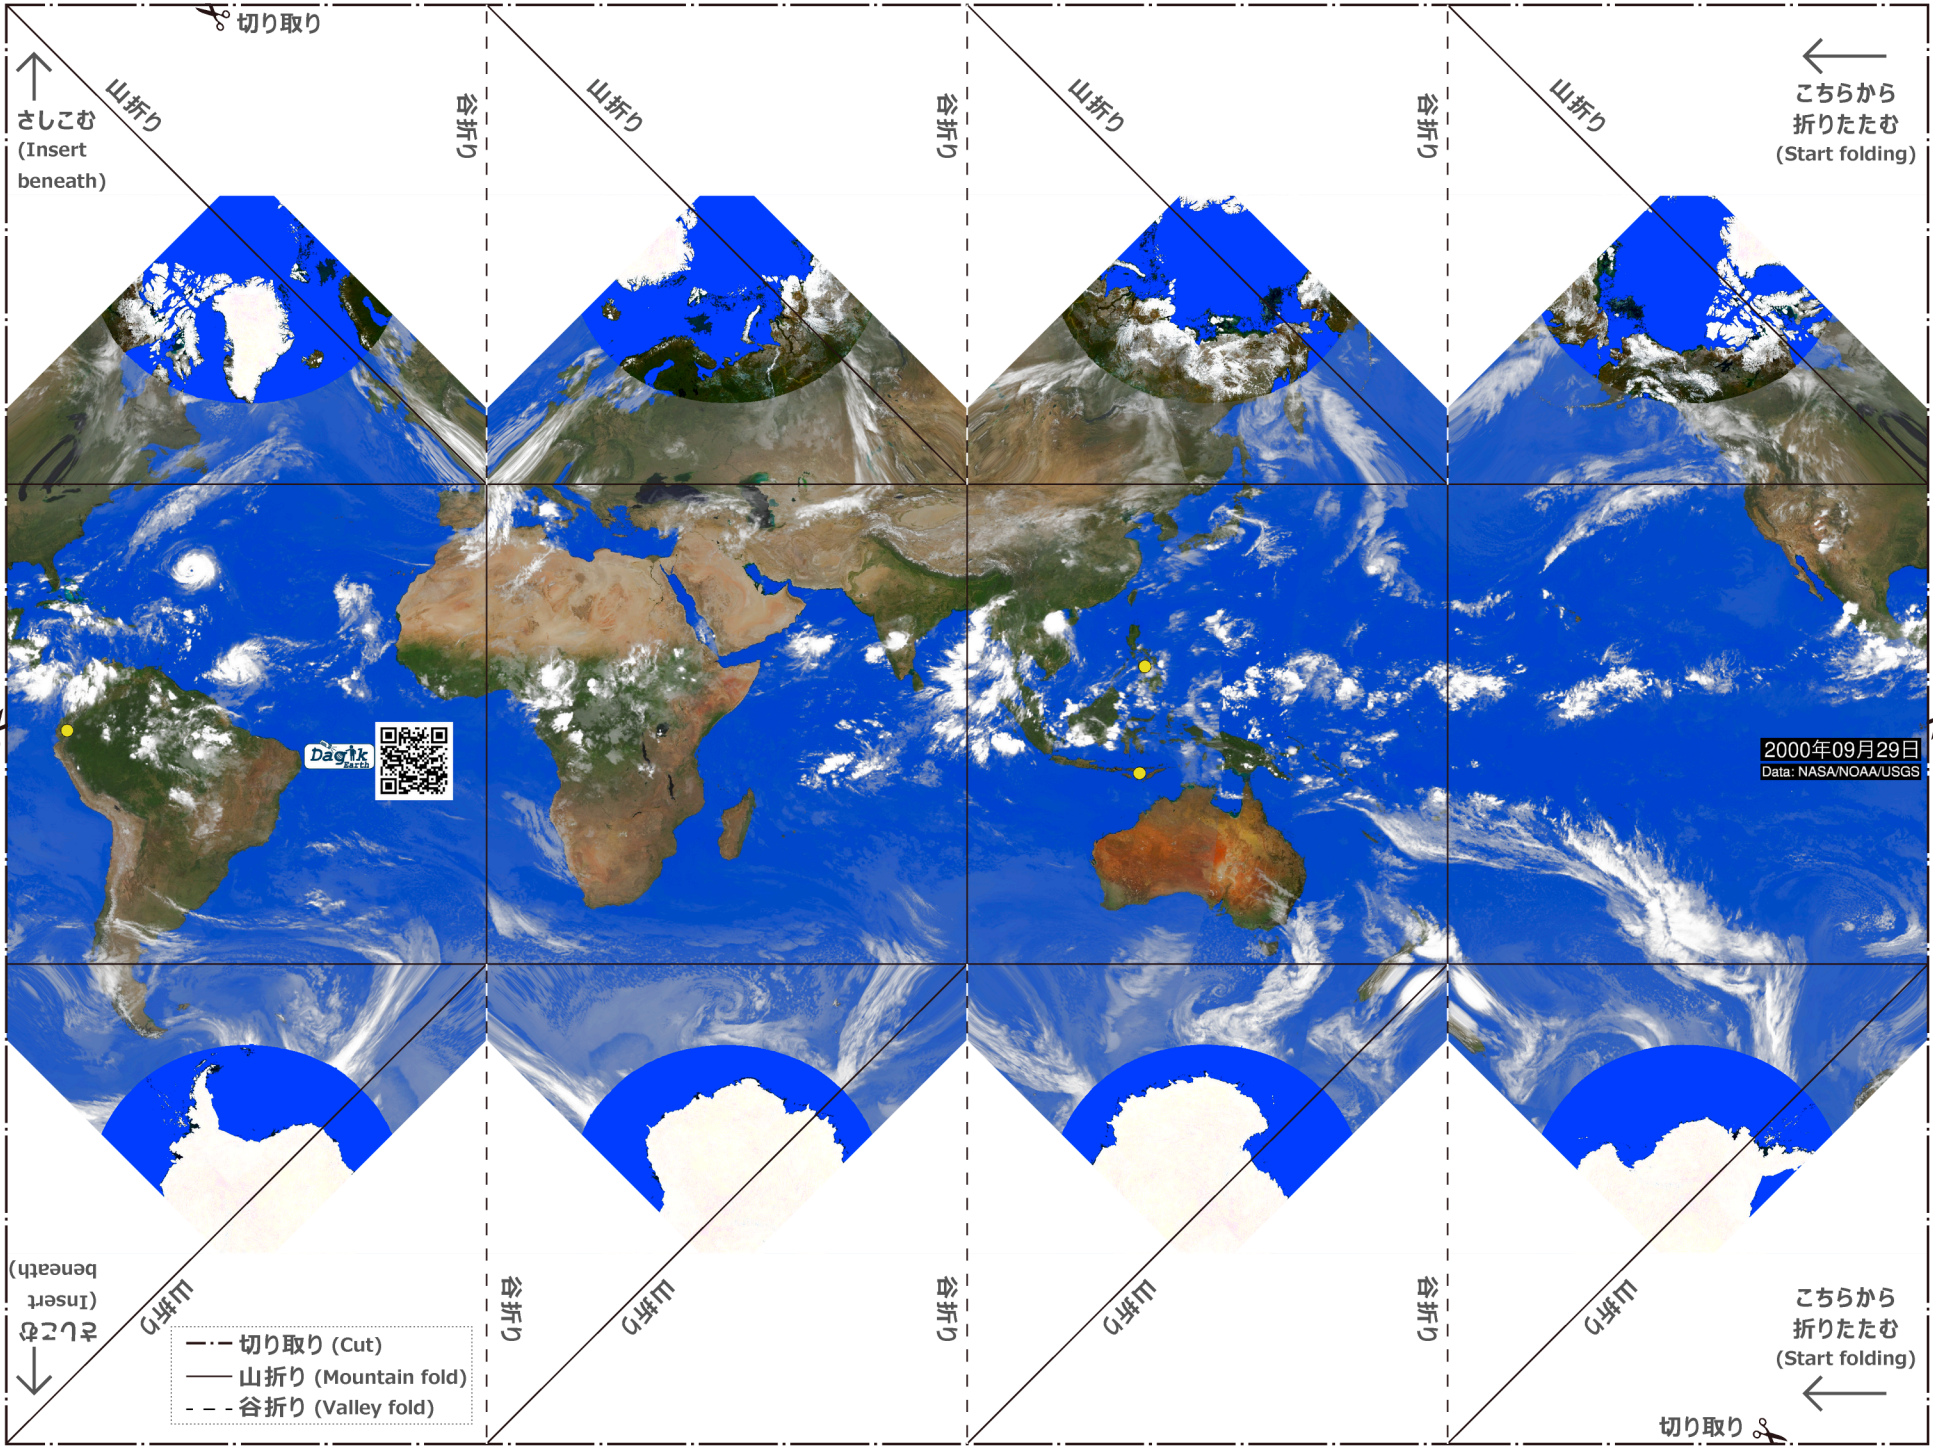 切り取り
さしこむ
(Insert
beneath)
山折り
谷折り
山折り
谷折り
山折り
谷折り
山折り
こちらから
折りたたむ
(Start folding)
Dagik
Earth
2000年09月29日
Data: NASA/NOAA/USGS
さしこむ
(Insert
beneath)
山折り
谷折り
山折り
谷折り
山折り
谷折り
山折り
こちらから
折りたたむ
(Start folding)
切り取り (Cut)
山折り (Mountain fold)
谷折り (Valley fold)
切り取り